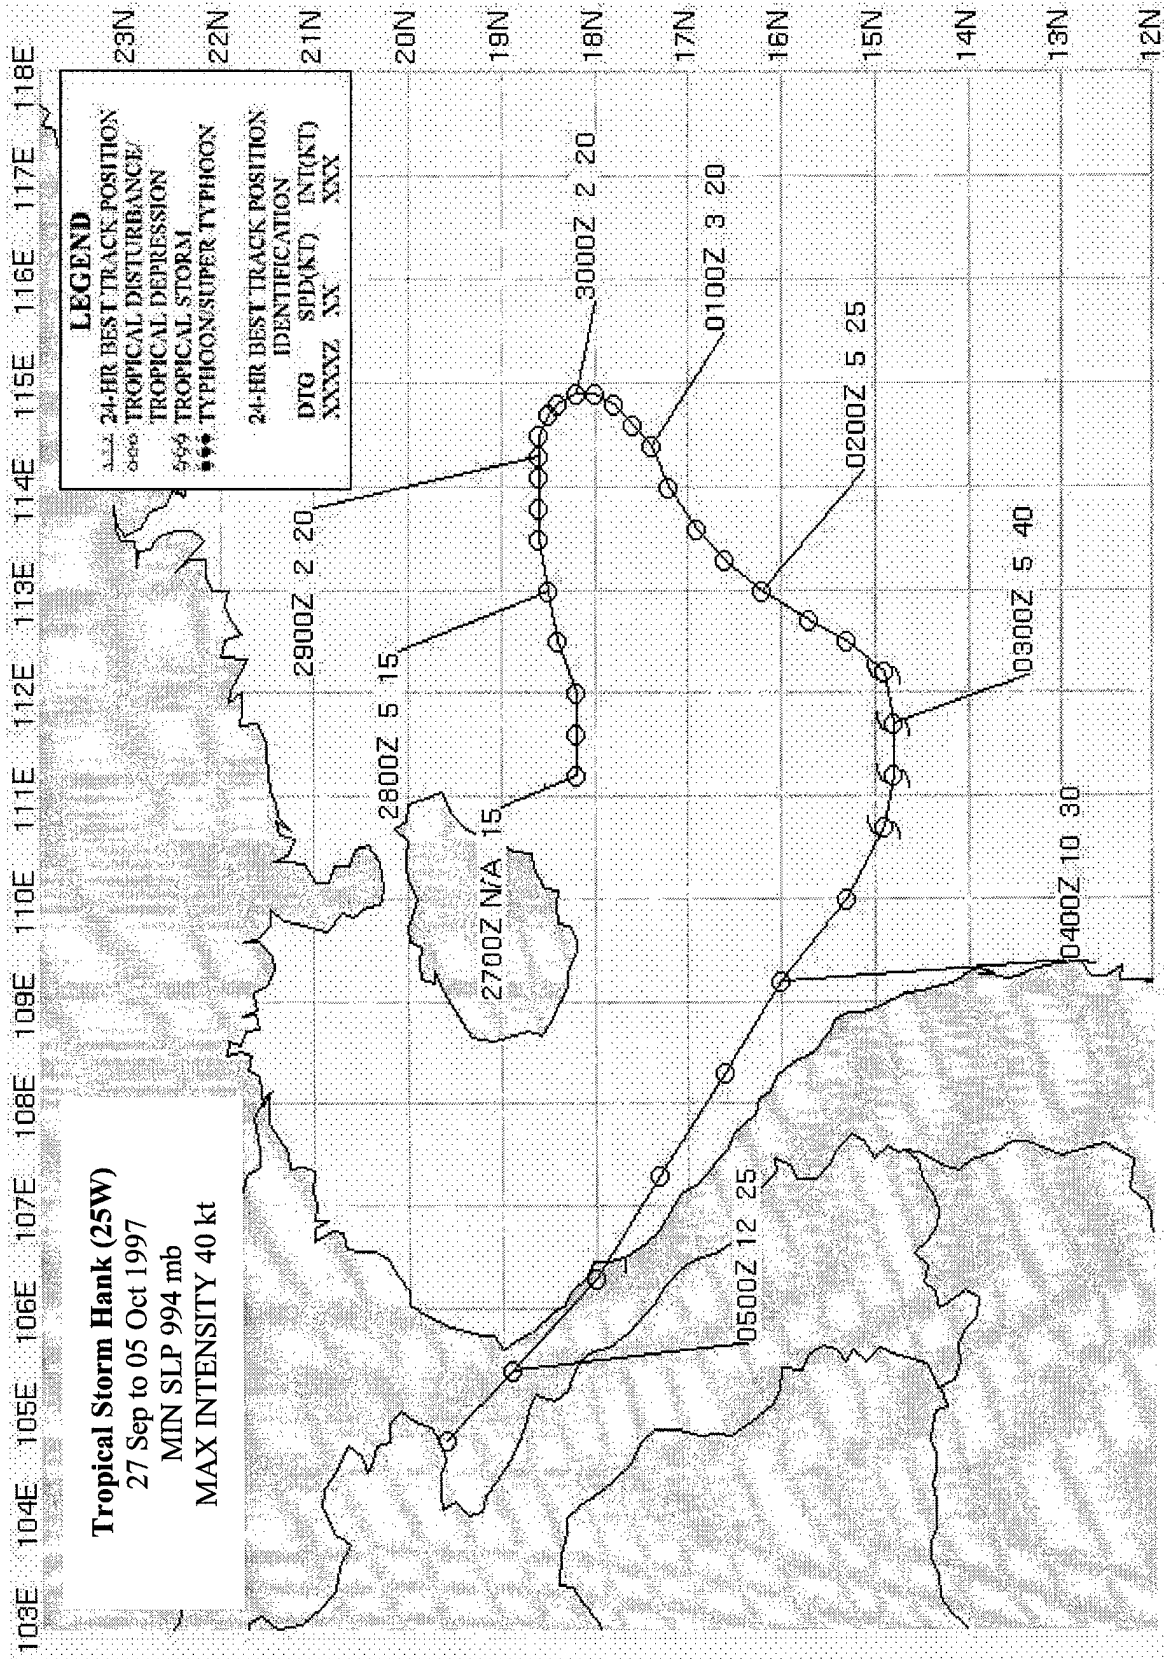 Tropical Storm Hank (25W)
27 Sep to 05 Oct 1997
MIN SLP 994 mb
MAX INTENSITY 40 kt
LEGEND
24-HR BEST TRACK POSITION
TROPICAL DISTURBANCE/
TROPICAL DEPRESSION
TROPICAL STORM
TYPHOON/SUPER TYPHOON
24-HR BEST TRACK POSITION
IDENTIFICATION
DTG SPD(KT) INT(KT)
XXXXZ XX XXX
103E 104E 105E 106E 107E 108E 109E 110E 111E 112E 113E 114E 115E 116E 117E 118E
23N
22N
21N
20N
19N
18N
17N
16N
15N
14N
13N
12N
2900Z 2 20
2800Z 5 15
2700Z N/A 15
3000Z 2 20
0100Z 3 20
0200Z 5 25
0300Z 5 40
0400Z 10 30
0500Z 12 25